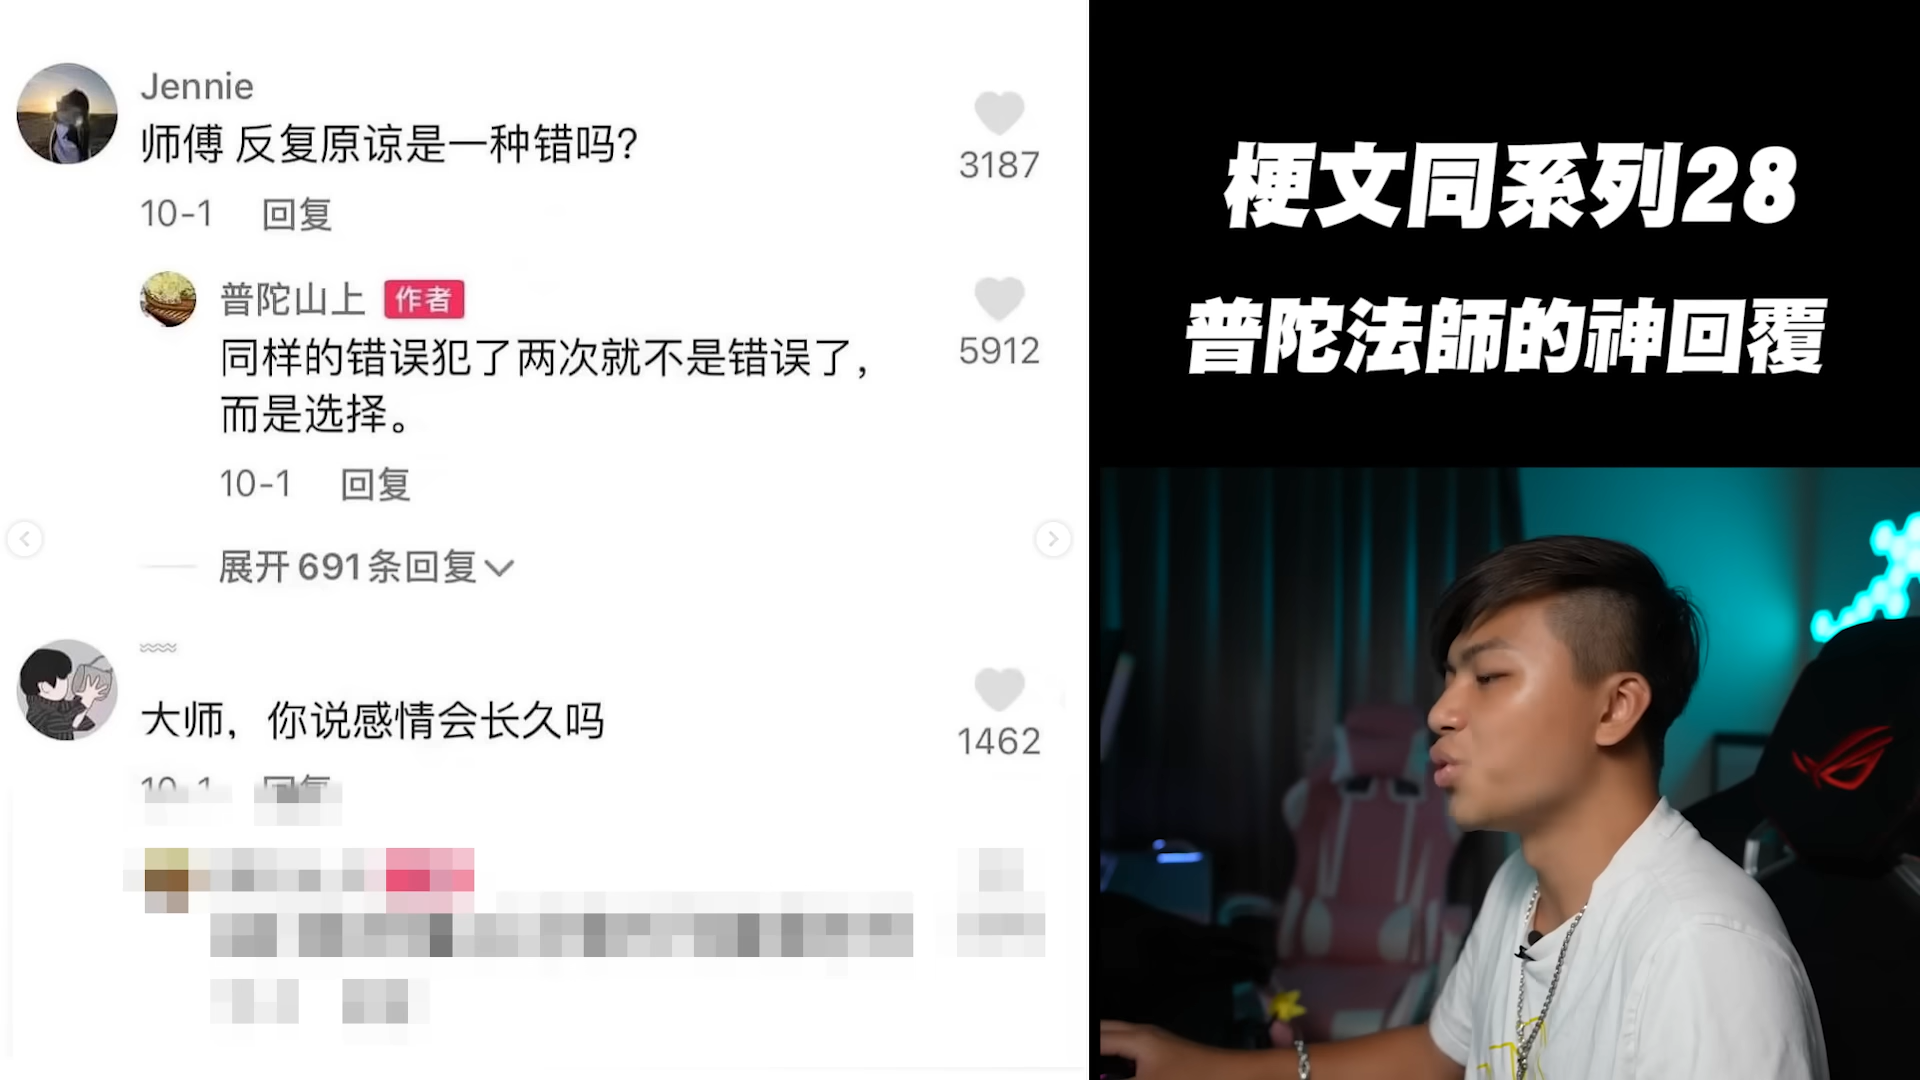 Jennie
师傅 反复原谅是一种错吗?
3187
10-1 回复
普陀山上 作者
同样的错误犯了两次就不是错误了，
而是选择。
5912
10-1 回复
展开691条回复
大师，你说感情会长久吗
1462
10-1 回复
梗文同系列28
普陀法師的神回覆